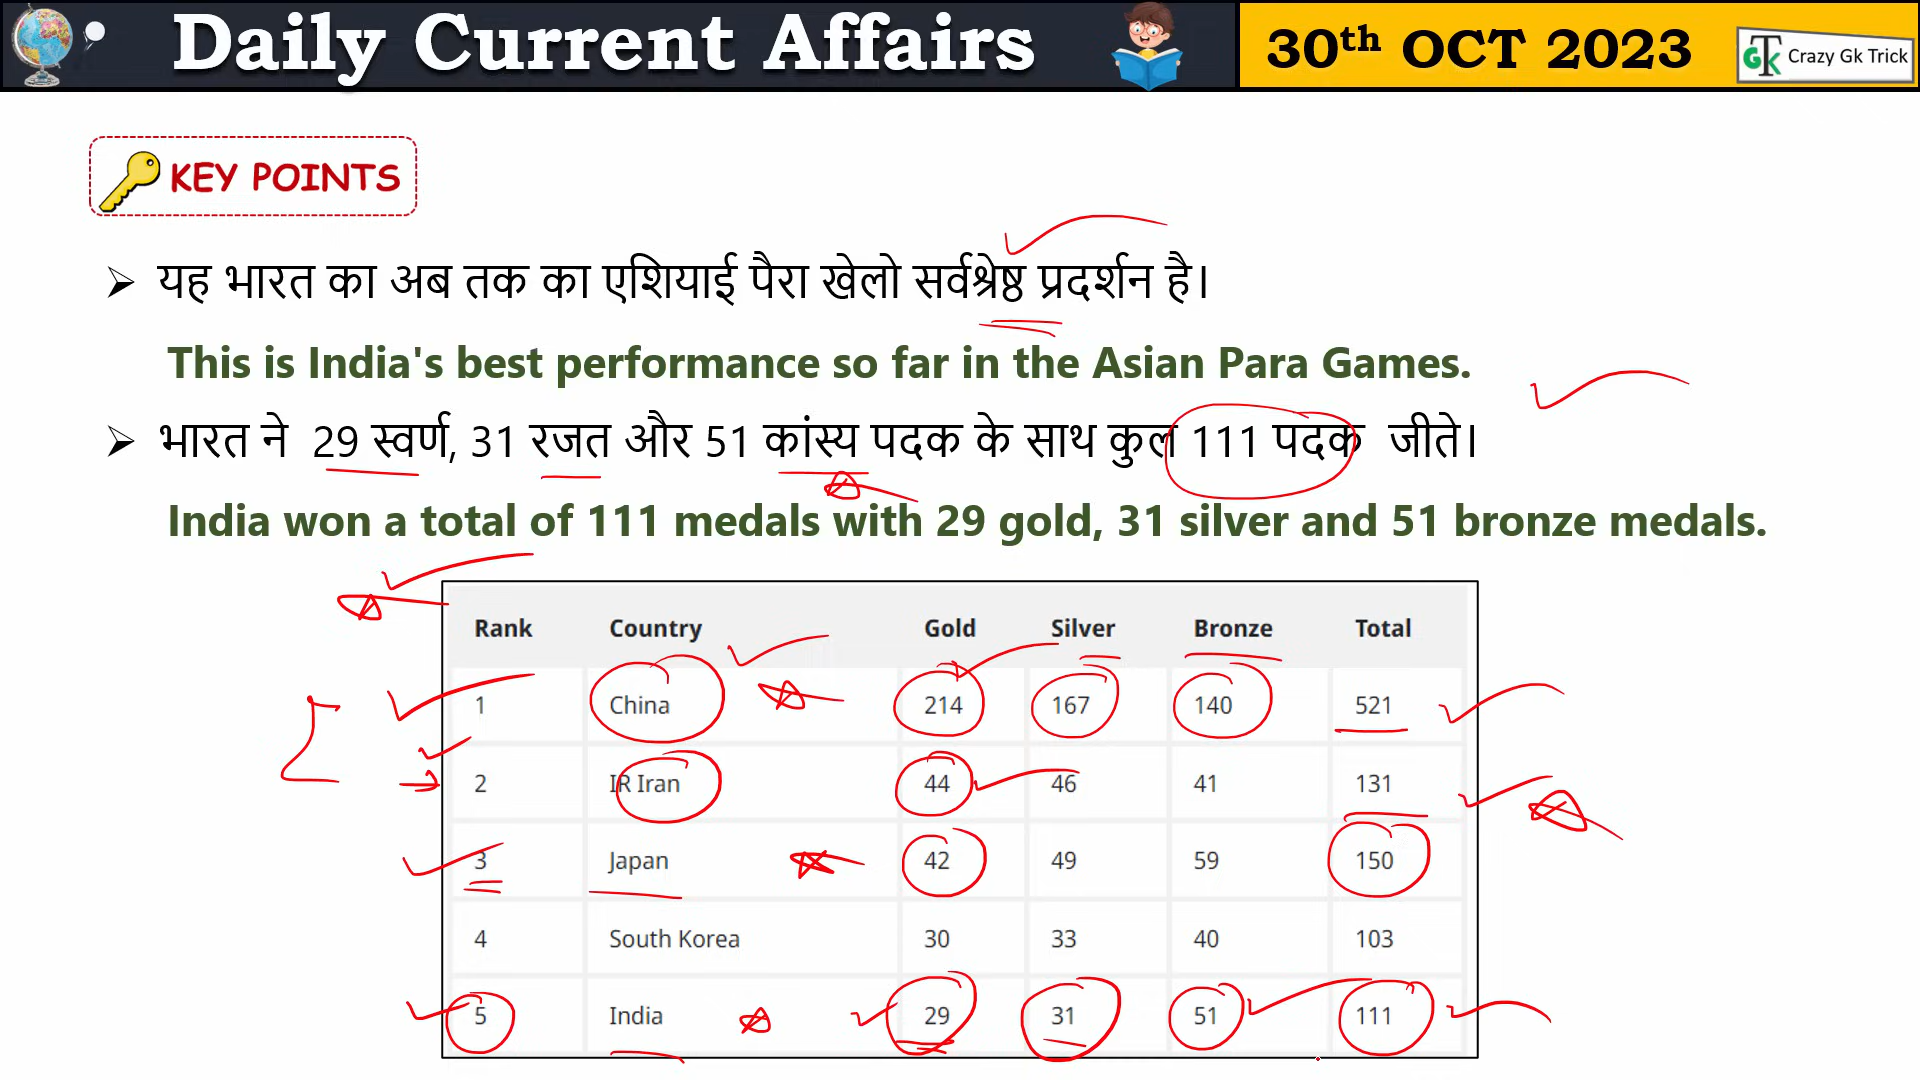 Daily Current Affairs
30th OCT 2023
GTK Crazy Gk Trick
KEY POINTS
➢ यह भारत का अब तक का एशियाई पैरा खेलो सर्वश्रेष्ठ प्रदर्शन है।
This is India's best performance so far in the Asian Para Games.
➢ भारत ने 29 स्वर्ण, 31 रजत और 51 कांस्य पदक के साथ कुल 111 पदक जीते।
India won a total of 111 medals with 29 gold, 31 silver and 51 bronze medals.
Rank Country Gold Silver Bronze Total
1 China 214 167 140 521
2 IR Iran 44 46 41 131
3 Japan 42 49 59 150
4 South Korea 30 33 40 103
5 India 29 31 51 111